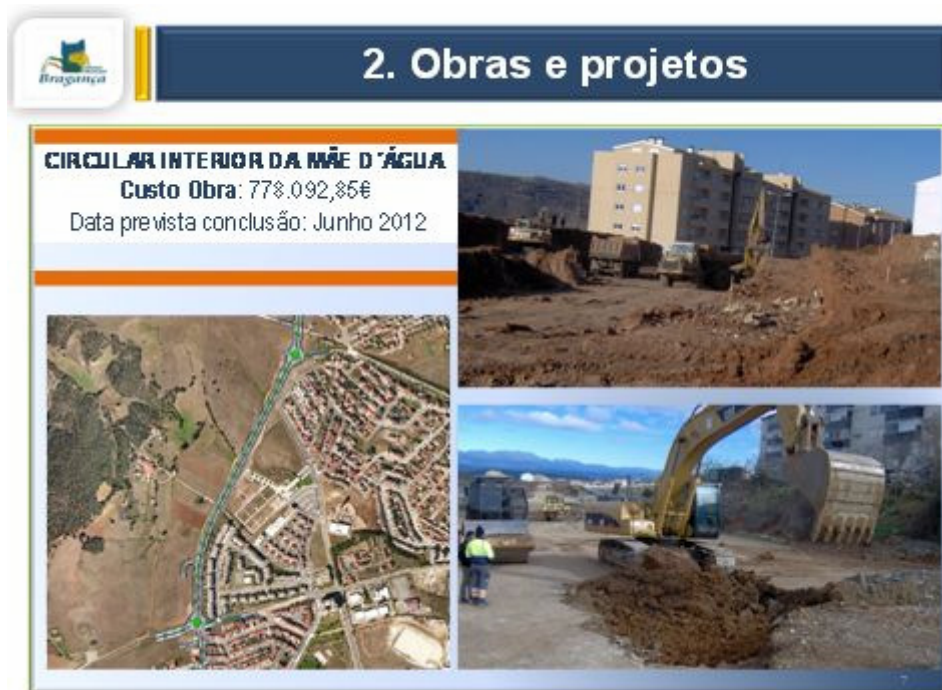 Bragança
2. Obras e projetos
CIRCULAR INTERIOR DA MÃE D´ÁGUA
Custo Obra: 778.092,85€
Data prevista conclusão: Junho 2012
7